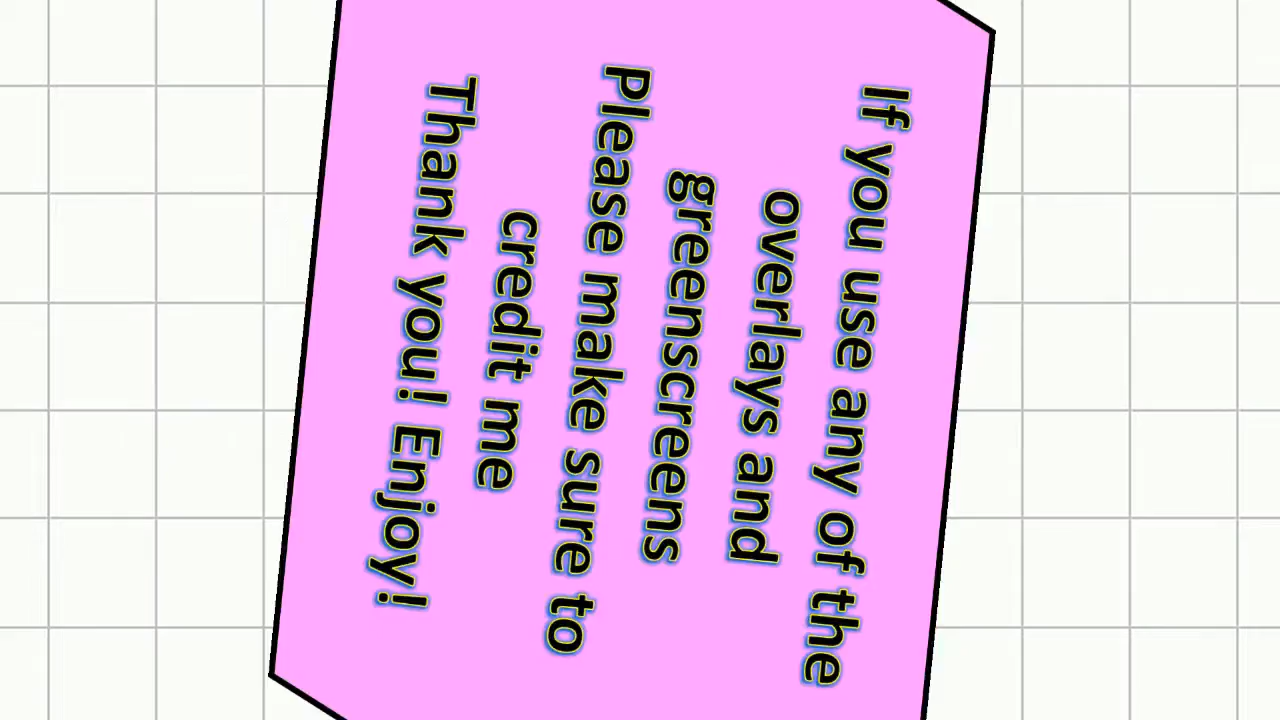 If you use any of the
overlays and
greenscreens
Please make sure to
credit me
Thank you! Enjoy!